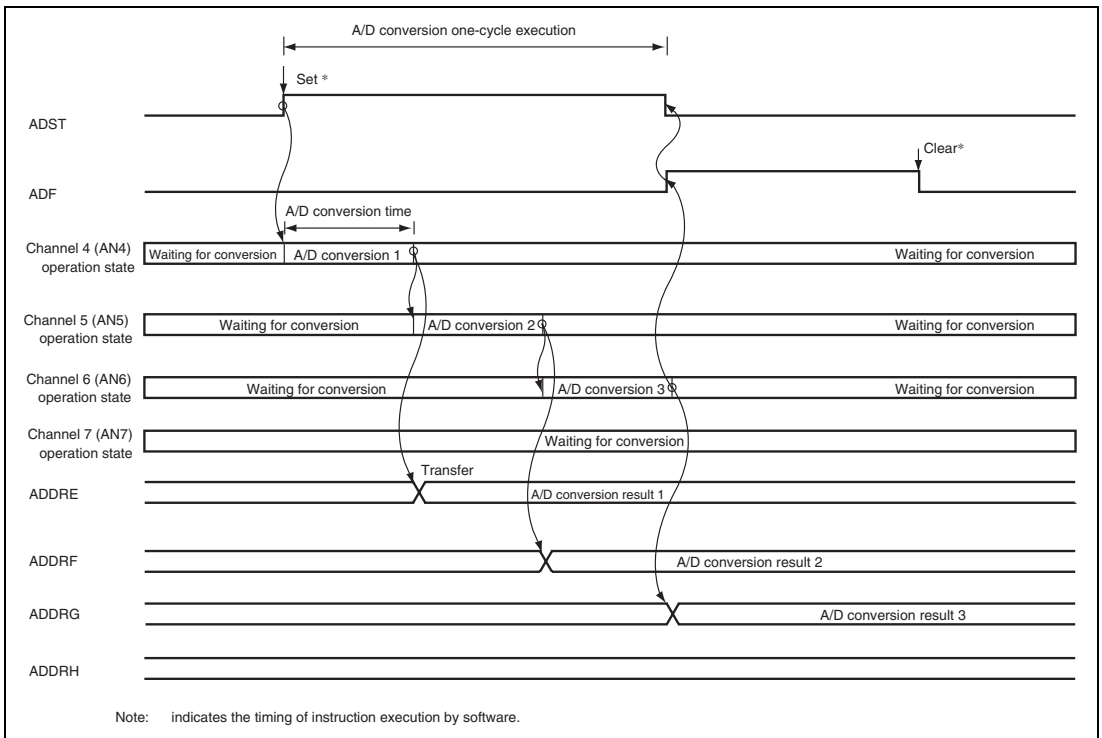 A/D conversion one-cycle execution
Set *
ADST
Clear*
ADF
A/D conversion time
Channel 4 (AN4)
operation state
Waiting for conversion
A/D conversion 1
Waiting for conversion
Channel 5 (AN5)
operation state
Waiting for conversion
A/D conversion 2
Waiting for conversion
Channel 6 (AN6)
operation state
Waiting for conversion
A/D conversion 3
Waiting for conversion
Channel 7 (AN7)
operation state
Waiting for conversion
Transfer
ADDRE
A/D conversion result 1
ADDRF
A/D conversion result 2
ADDRG
A/D conversion result 3
ADDRH
Note: indicates the timing of instruction execution by software.